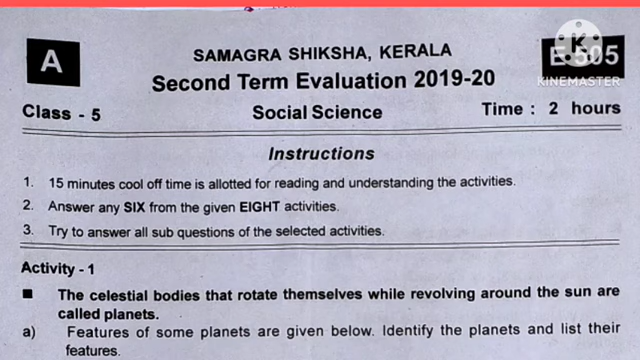 A
SAMAGRA SHIKSHA, KERALA
E-505
K
KINEMASTER
Second Term Evaluation 2019-20
Class - 5
Social Science
Time : 2 hours
Instructions
1. 15 minutes cool off time is allotted for reading and understanding the activities.
2. Answer any SIX from the given EIGHT activities.
3. Try to answer all sub questions of the selected activities.
Activity - 1
■ The celestial bodies that rotate themselves while revolving around the sun are
called planets.
a) Features of some planets are given below. Identify the planets and list their
features.